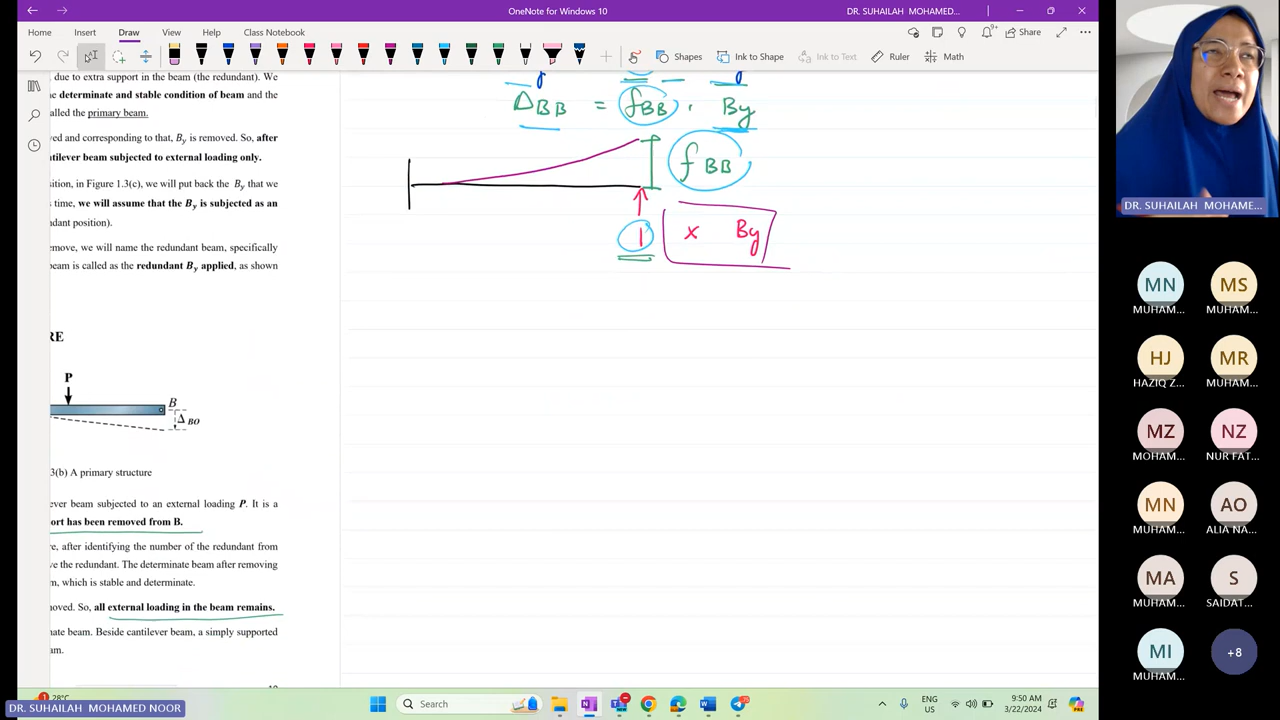 OneNote for Windows 10
DR. SUHAILAH MOHAMED...
Home Insert Draw View Help Class Notebook
Share
Shapes Ink to Shape Ink to Text Ruler Math
due to extra support in the beam (the redundant). We
determinate and stable condition of beam and the
alled the primary beam.
ved and corresponding to that, By is removed. So, after
tilever beam subjected to external loading only.
sition, in Figure 1.3(c), we will put back the By that we
s time, we will assume that the By is subjected as an
ndant position).
emove, we will name the redundant beam, specifically
beam is called as the redundant By applied, as shown
RE
P
B
Δ BO
3(b) A primary structure
ever beam subjected to an external loading P. It is a
ort has been removed from B.
re, after identifying the number of the redundant from
ve the redundant. The determinate beam after removing
m, which is stable and determinate.
moved. So, all external loading in the beam remains.
nate beam. Beside cantilever beam, a simply supported
am.
Δ BB = f BB . By
f BB
1 x By
DR. SUHAILAH MOHAME...
MN MS
MUHAM... MUHAM...
HJ MR
HAZIQ Z... MUHAM...
MZ NZ
MOHAM... NUR FAT...
MN AO
MUHAM... ALIA NA...
MA S
MUHAM... SAIDAT...
MI +8
MUHAM...
28°C
DR. SUHAILAH MOHAMED NOOR
Search
ENG
US
9:50 AM
3/22/2024